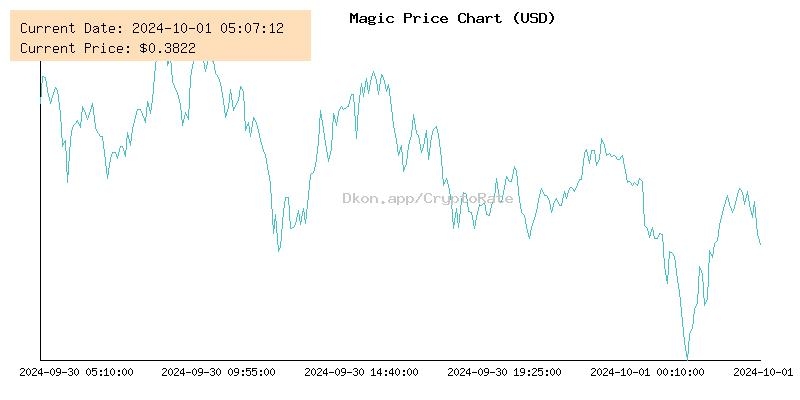 Magic Price Chart (USD)
Current Date: 2024-10-01 05:07:12
Current Price: $0.3822
Dkon.app/CryptoRate
2024-09-30 05:10:00 2024-09-30 09:55:00 2024-09-30 14:40:00 2024-09-30 19:25:00 2024-10-01 00:10:00 2024-10-01